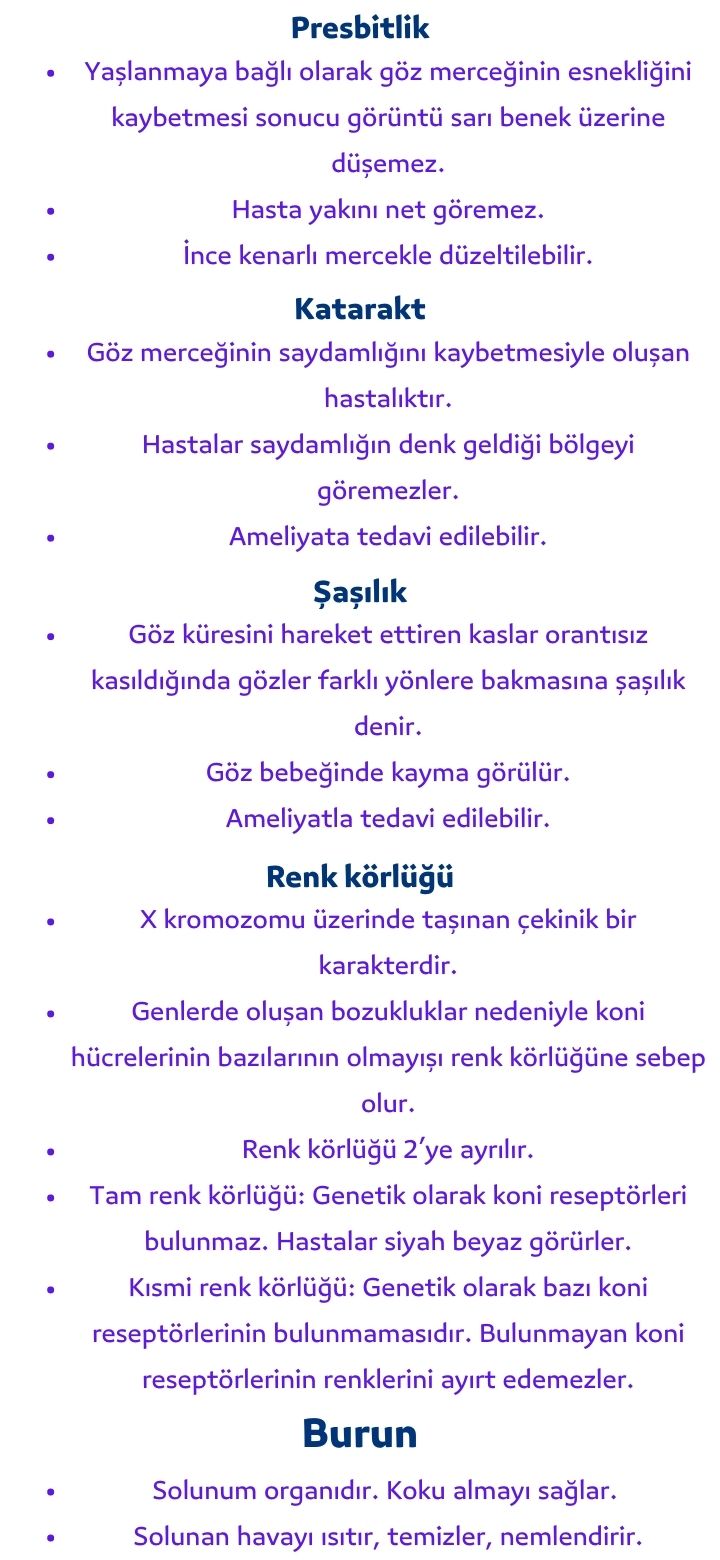 Presbitlik
• Yaşlanmaya bağlı olarak göz merceğinin esnekliğini
kaybetmesi sonucu görüntü sarı benek üzerine
düşemez.
• Hasta yakını net göremez.
• İnce kenarlı mercekle düzeltilebilir.
Katarakt
• Göz merceğinin saydamlığını kaybetmesiyle oluşan
hastalıktır.
• Hastalar saydamlığın denk geldiği bölgeyi
göremezler.
• Ameliyata tedavi edilebilir.
Şaşılık
• Göz küresini hareket ettiren kaslar orantısız
kasıldığında gözler farklı yönlere bakmasına şaşılık
denir.
• Göz bebeğinde kayma görülür.
• Ameliyatla tedavi edilebilir.
Renk körlüğü
• X kromozomu üzerinde taşınan çekinik bir
karakterdir.
• Genlerde oluşan bozukluklar nedeniyle koni
hücrelerinin bazılarının olmayışı renk körlüğüne sebep
olur.
• Renk körlüğü 2’ye ayrılır.
• Tam renk körlüğü: Genetik olarak koni reseptörleri
bulunmaz. Hastalar siyah beyaz görürler.
• Kısmi renk körlüğü: Genetik olarak bazı koni
reseptörlerinin bulunmamasıdır. Bulunmayan koni
reseptörlerinin renklerini ayırt edemezler.
Burun
• Solunum organıdır. Koku almayı sağlar.
• Solunan havayı ısıtır, temizler, nemlendirir.